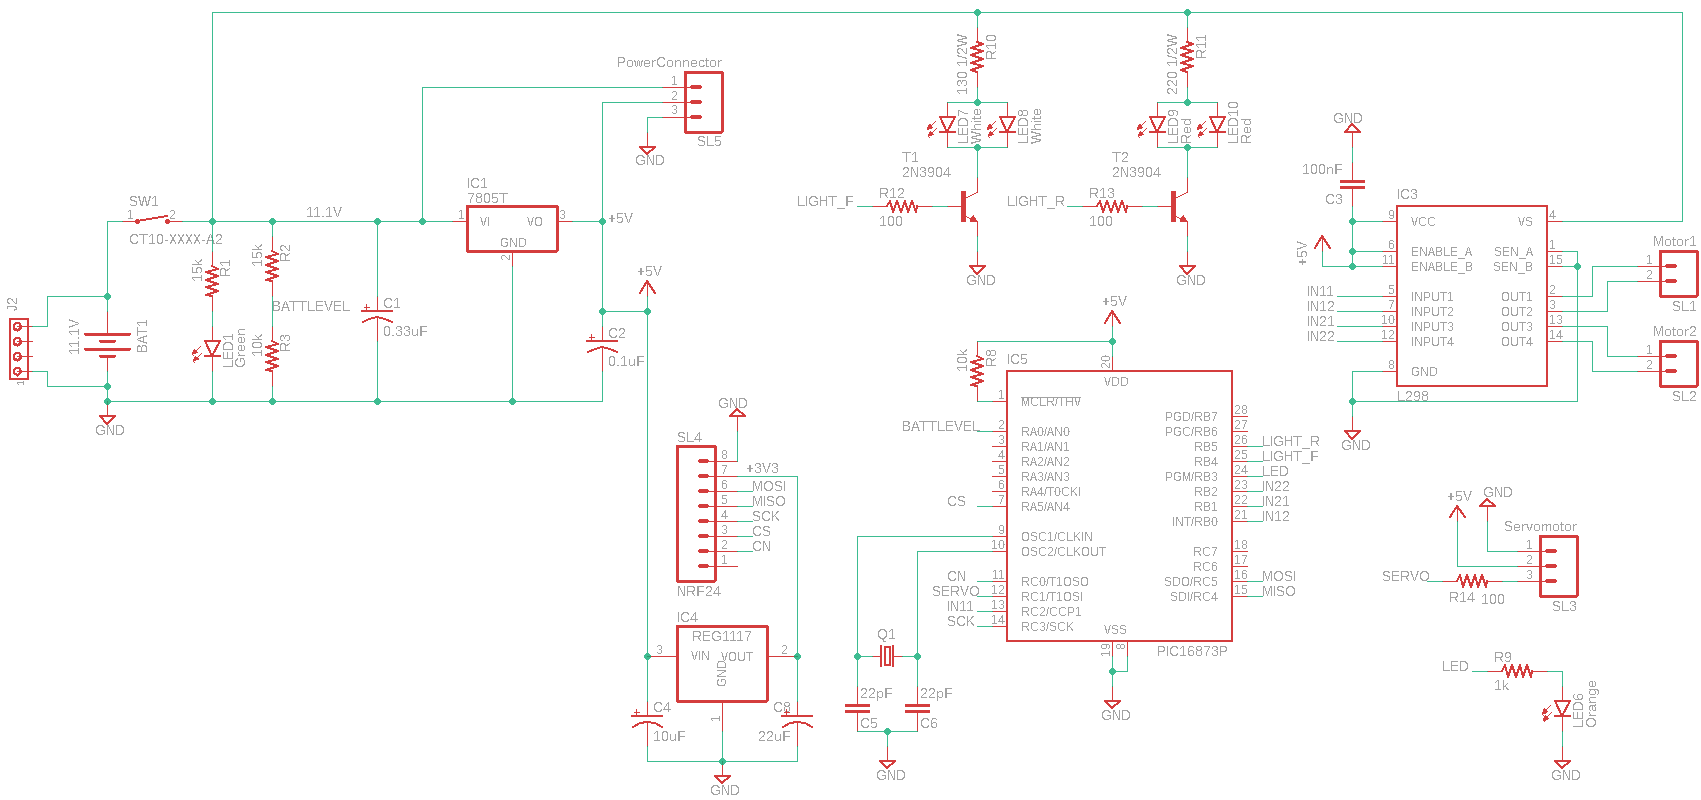 PowerConnector
1
2
3
SL5
GND
SW1
1
2
CT10-XXXX-A2
11.1V
IC1
7805T
1
VI
VO
3
GND
2
+5V
+5V
15k
R1
15k
R2
BATTLEVEL
10k
R3
C1
0.33uF
C2
0.1uF
J2
1
11.1V
BAT1
LED1
Green
GND
130 1/2W
R10
LED7
White
LED8
White
T1
2N3904
LIGHT_F
R12
100
GND
220 1/2W
R11
LED9
Red
LED10
Red
T2
2N3904
LIGHT_R
R13
100
GND
GND
100nF
C3
+5V
IC3
9
VCC
VS
4
6
ENABLE_A
SEN_A
1
11
ENABLE_B
SEN_B
15
IN11
5
INPUT1
OUT1
2
IN12
7
INPUT2
OUT2
3
IN21
10
INPUT3
OUT3
13
IN22
12
INPUT4
OUT4
14
8
GND
L298
GND
Motor1
1
2
SL1
Motor2
1
2
SL2
GND
SL4
8
7
+3V3
6
MOSI
5
MISO
4
SCK
3
CS
2
CN
1
NRF24
IC4
REG1117
3
VIN
VOUT
2
GND
1
C4
10uF
C8
22uF
GND
+5V
10k
R8
IC5
20
VDD
1
MCLR/THV
BATTLEVEL
2
RA0/AN0
3
RA1/AN1
4
RA2/AN2
5
RA3/AN3
6
RA4/T0CKI
CS
7
RA5/AN4
9
OSC1/CLKIN
10
OSC2/CLKOUT
CN
11
RC0/T1OSO
SERVO
12
RC1/T1OSI
IN11
13
RC2/CCP1
SCK
14
RC3/SCK
PGD/RB7
28
PGC/RB6
27
RB5
26
LIGHT_R
RB4
25
LIGHT_F
PGM/RB3
24
LED
RB2
23
IN22
RB1
22
IN21
INT/RB0
21
IN12
RC7
18
RC6
17
SDO/RC5
16
MOSI
SDI/RC4
15
MISO
VSS
19
8
PIC16873P
GND
Q1
22pF
C5
22pF
C6
GND
+5V
GND
Servomotor
1
2
3
SERVO
R14
100
SL3
LED
R9
1k
LED6
Orange
GND